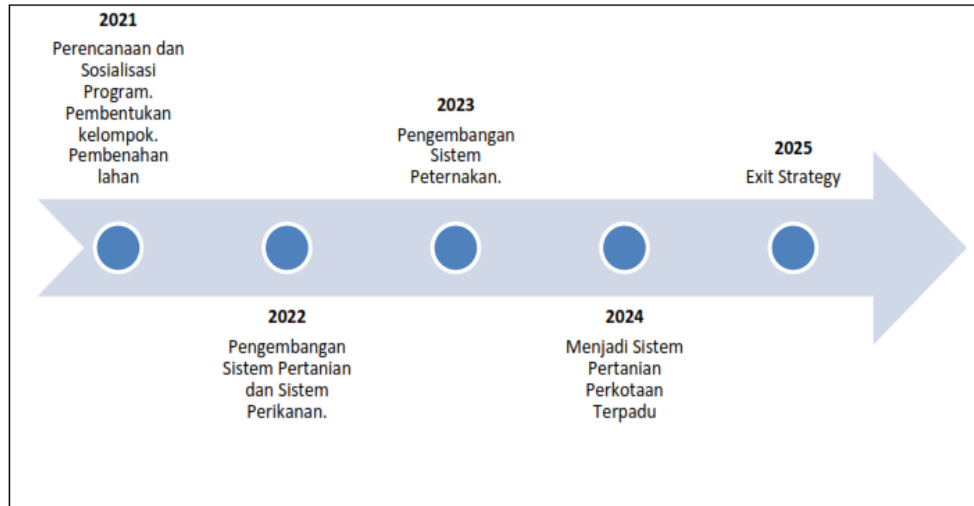 2021
Perencanaan dan
Sosialisasi
Program.
Pembentukan
kelompok.
Pembenahan
lahan
2022
Pengembangan
Sistem Pertanian
dan Sistem
Perikanan.
2023
Pengembangan
Sistem
Peternakan.
2024
Menjadi Sistem
Pertanian
Perkotaan
Terpadu
2025
Exit Strategy